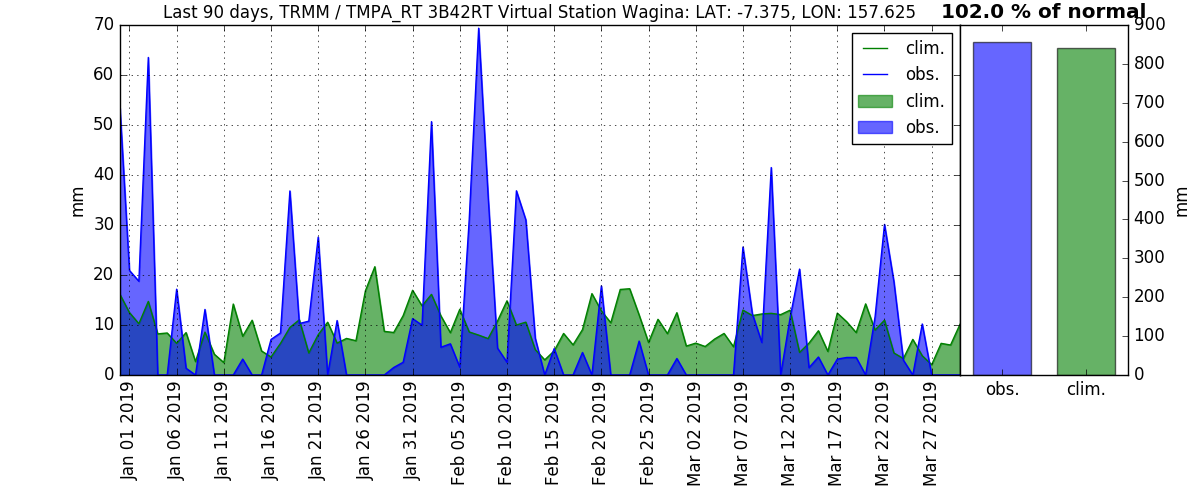 Last 90 days, TRMM / TMPA_RT 3B42RT Virtual Station Wagina: LAT: -7.375, LON: 157.625
102.0 % of normal
70
60
50
40
30
20
10
0
mm
clim.
obs.
clim.
obs.
Jan 01 2019
Jan 06 2019
Jan 11 2019
Jan 16 2019
Jan 21 2019
Jan 26 2019
Jan 31 2019
Feb 05 2019
Feb 10 2019
Feb 15 2019
Feb 20 2019
Feb 25 2019
Mar 02 2019
Mar 07 2019
Mar 12 2019
Mar 17 2019
Mar 22 2019
Mar 27 2019
900
800
700
600
500
400
300
200
100
0
mm
obs.
clim.